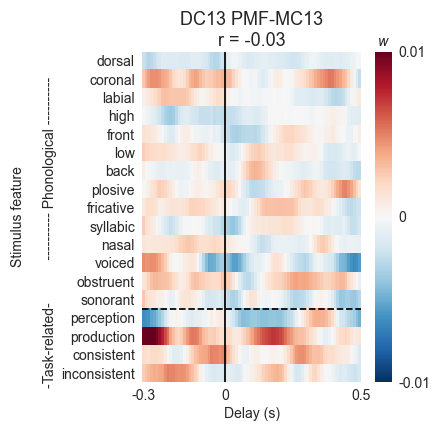 DC13 PMF-MC13
r = -0.03
w
dorsal
coronal
labial
high
front
low
back
plosive
fricative
syllabic
nasal
voiced
obstruent
sonorant
perception
production
consistent
inconsistent
Stimulus feature
---------- Phonological ----------
-Task-related-
0.01
0
-0.01
-0.3
0
0.5
Delay (s)